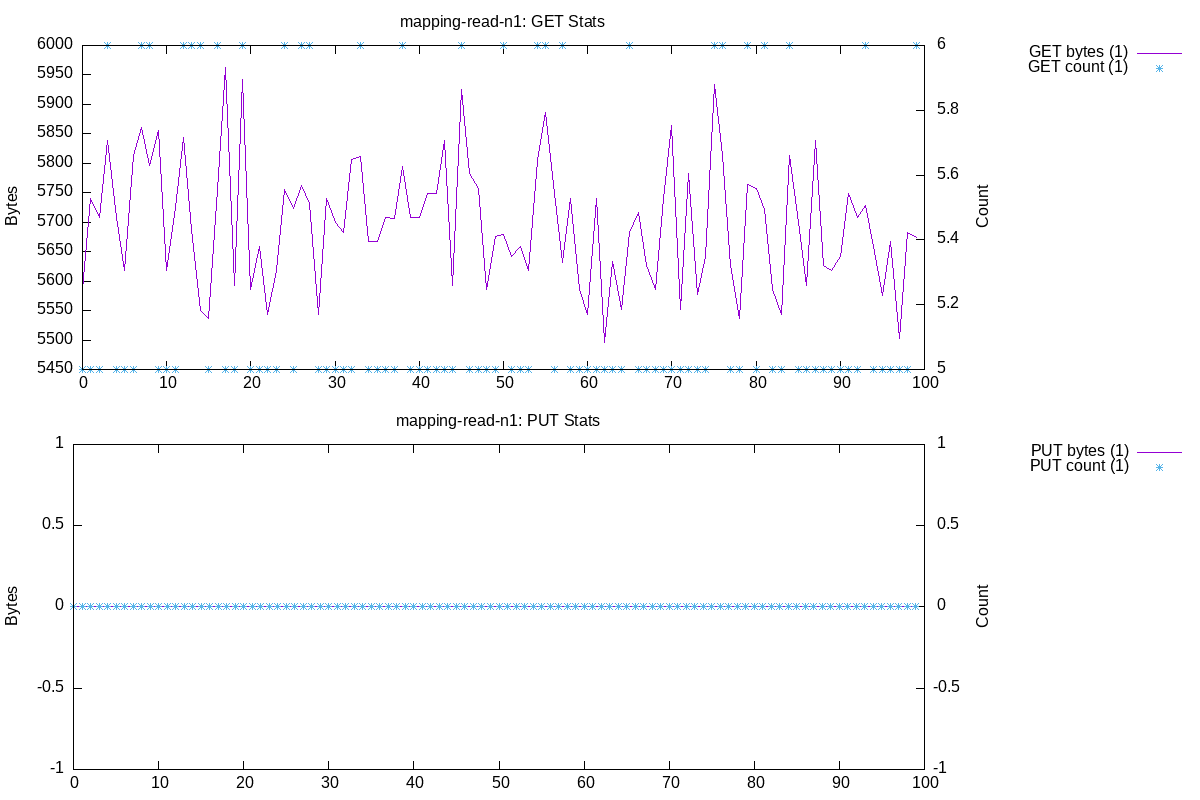 mapping-read-n1: GET Stats
GET bytes (1)
GET count (1)
6000
5950
5900
5850
5800
5750
5700
5650
5600
5550
5500
5450
Bytes
6
5.8
5.6
5.4
5.2
5
Count
0 10 20 30 40 50 60 70 80 90 100
mapping-read-n1: PUT Stats
PUT bytes (1)
PUT count (1)
1
0.5
0
-0.5
-1
Bytes
1
0.5
0
-0.5
-1
Count
0 10 20 30 40 50 60 70 80 90 100